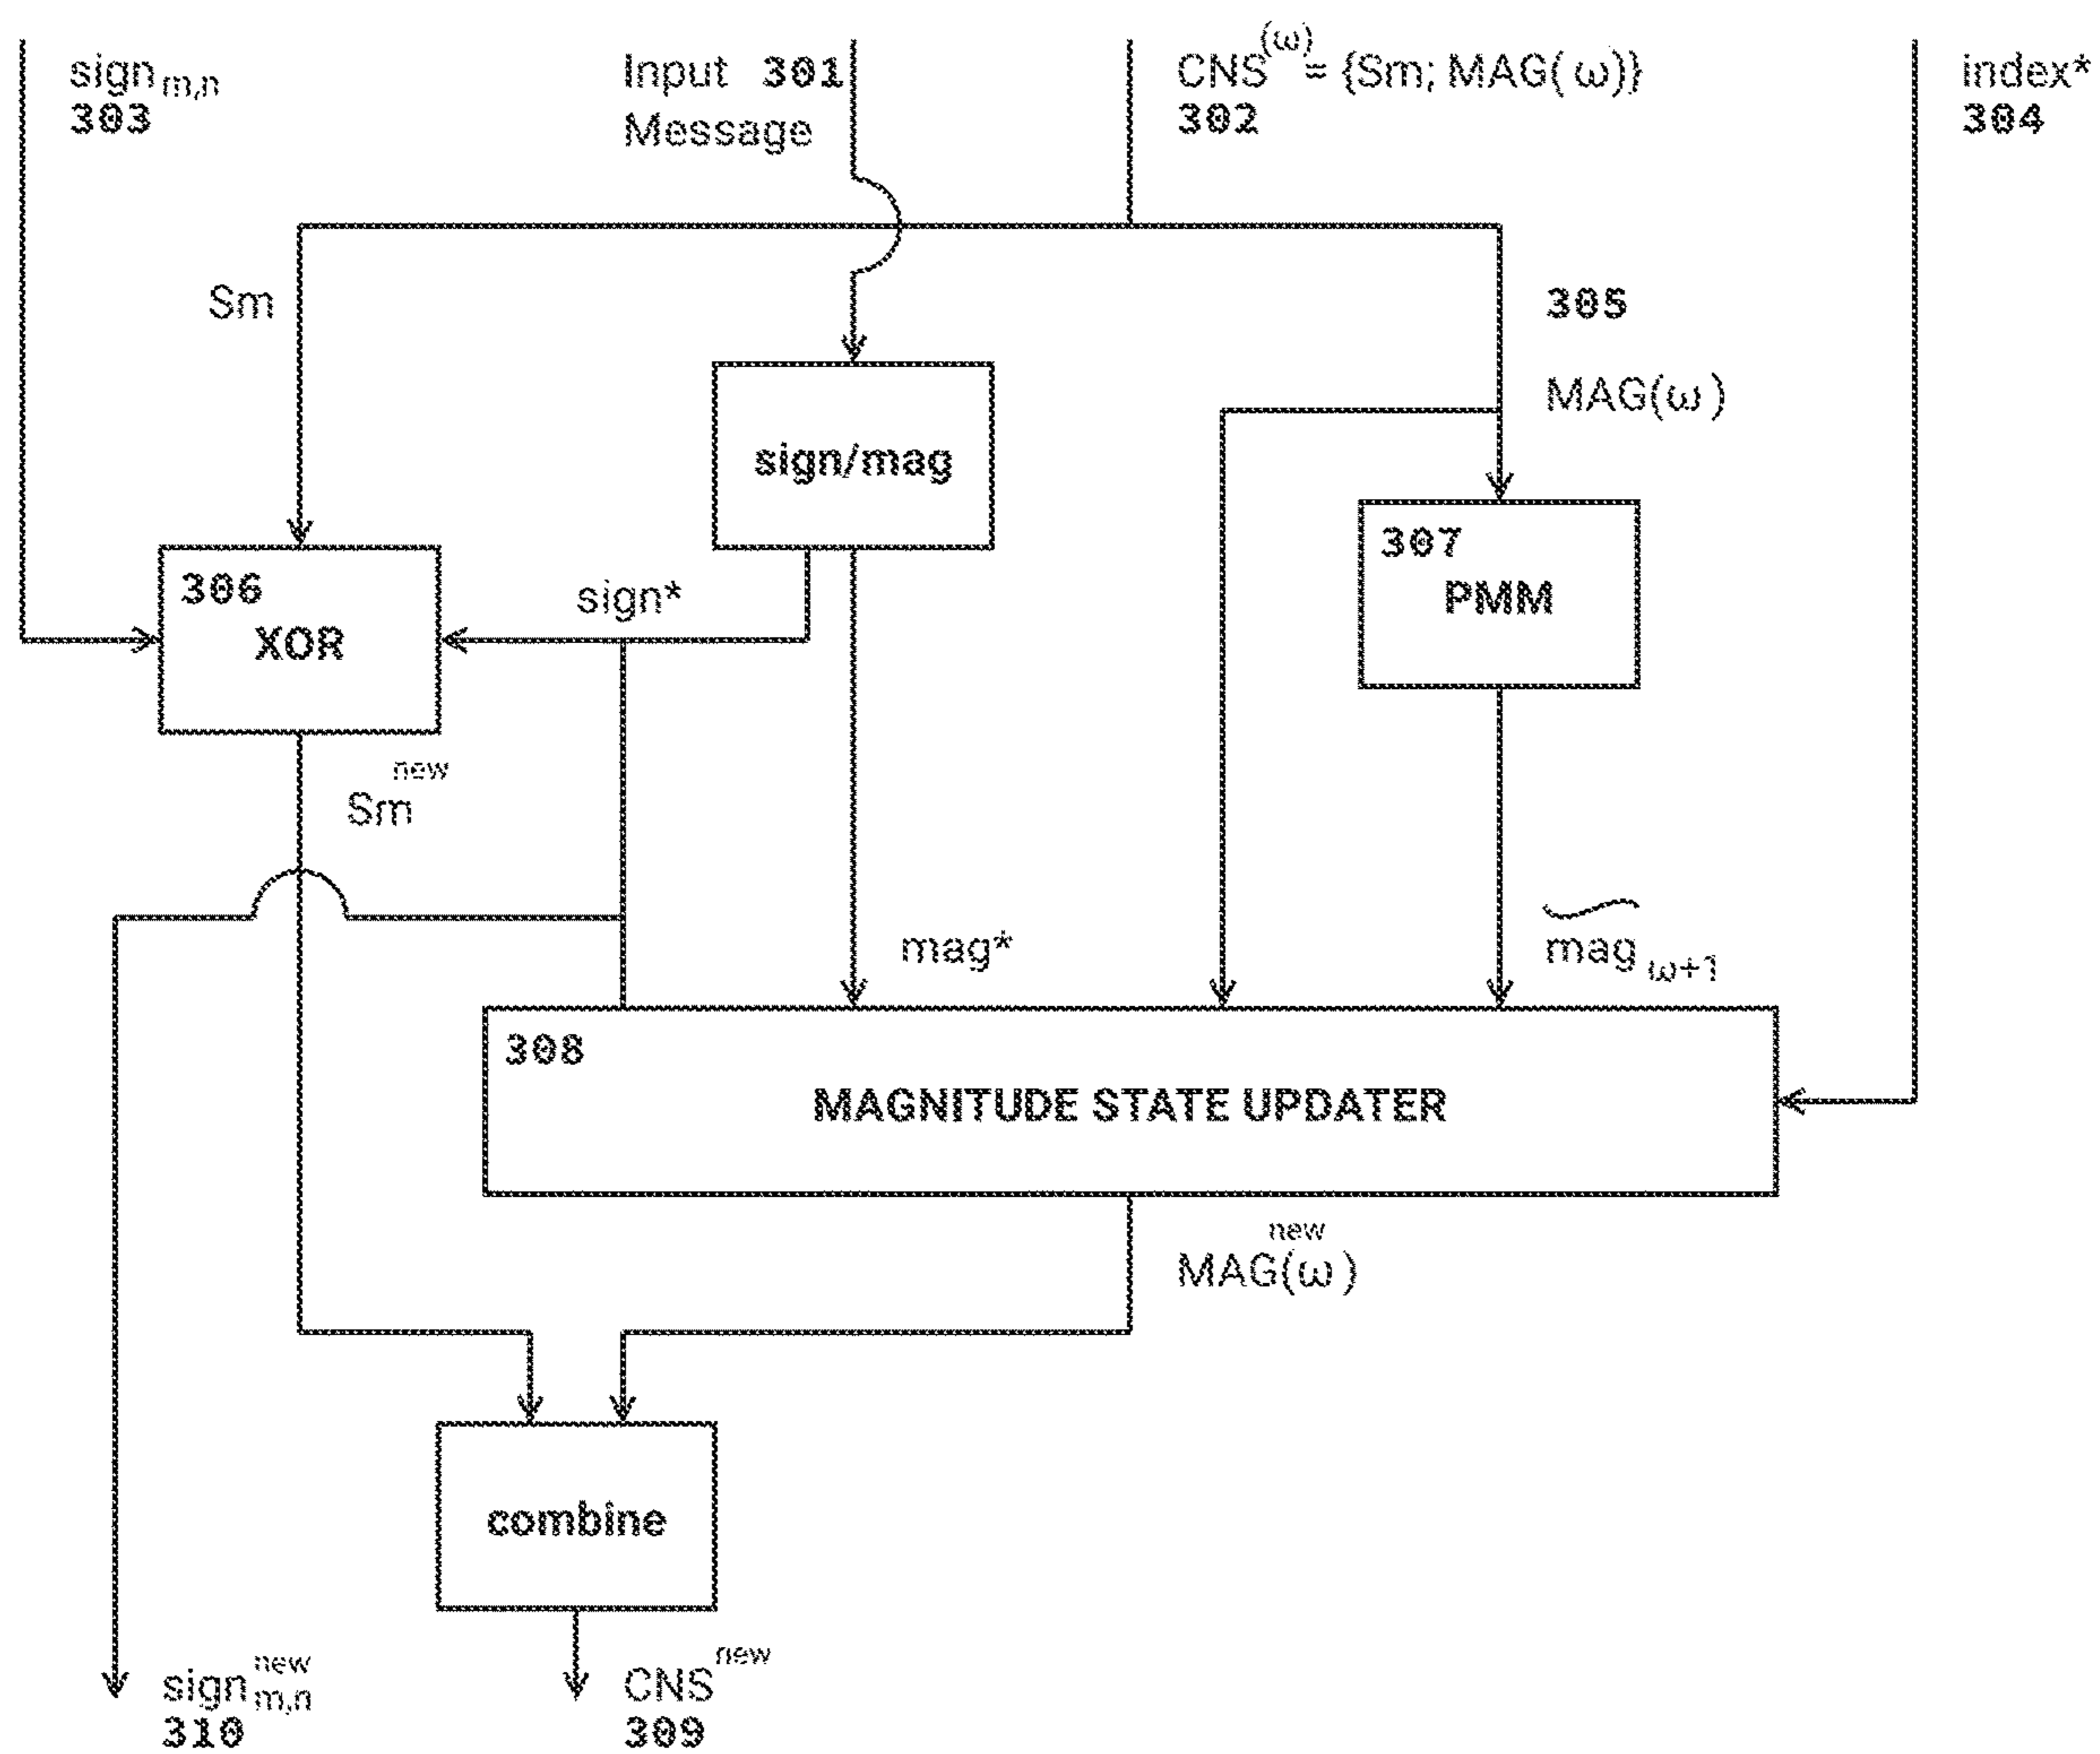 sign m,n
303
Input 301
Message
CNS (ω) = {Sm; MAG(ω)}
302
index*
304
Sm
305
MAG(ω)
sign/mag
307
PMM
306
XOR
sign*
new
Sm
mag*
~
mag ω+1
308
MAGNITUDE STATE UPDATER
new
MAG(ω)
combine
sign new m,n
310
CNS new
309